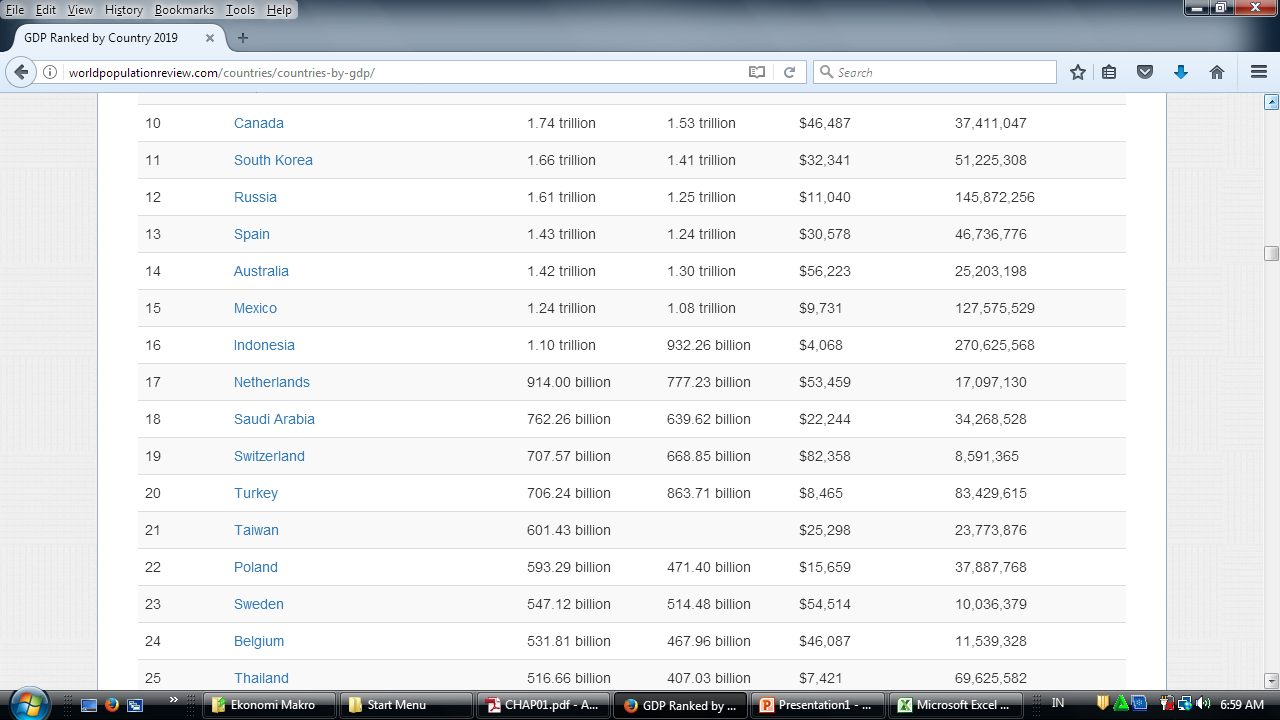 File Edit View History Bookmarks Tools Help
GDP Ranked by Country 2019
worldpopulationreview.com/countries/countries-by-gdp/ Search
10 Canada 1.74 trillion 1.53 trillion $46,487 37,411,047
11 South Korea 1.66 trillion 1.41 trillion $32,341 51,225,308
12 Russia 1.61 trillion 1.25 trillion $11,040 145,872,256
13 Spain 1.43 trillion 1.24 trillion $30,578 46,736,776
14 Australia 1.42 trillion 1.30 trillion $56,223 25,203,198
15 Mexico 1.24 trillion 1.08 trillion $9,731 127,575,529
16 Indonesia 1.10 trillion 932.26 billion $4,068 270,625,568
17 Netherlands 914.00 billion 777.23 billion $53,459 17,097,130
18 Saudi Arabia 762.26 billion 639.62 billion $22,244 34,268,528
19 Switzerland 707.57 billion 668.85 billion $82,358 8,591,365
20 Turkey 706.24 billion 863.71 billion $8,465 83,429,615
21 Taiwan 601.43 billion $25,298 23,773,876
22 Poland 593.29 billion 471.40 billion $15,659 37,887,768
23 Sweden 547.12 billion 514.48 billion $54,514 10,036,379
24 Belgium 531.81 billion 467.96 billion $46,087 11,539,328
25 Thailand 516.66 billion 407.03 billion $7,421 69,625,582
Ekonomi Makro Start Menu CHAP01.pdf - A... GDP Ranked by ... Presentation1 - ... Microsoft Excel ... IN 6:59 AM